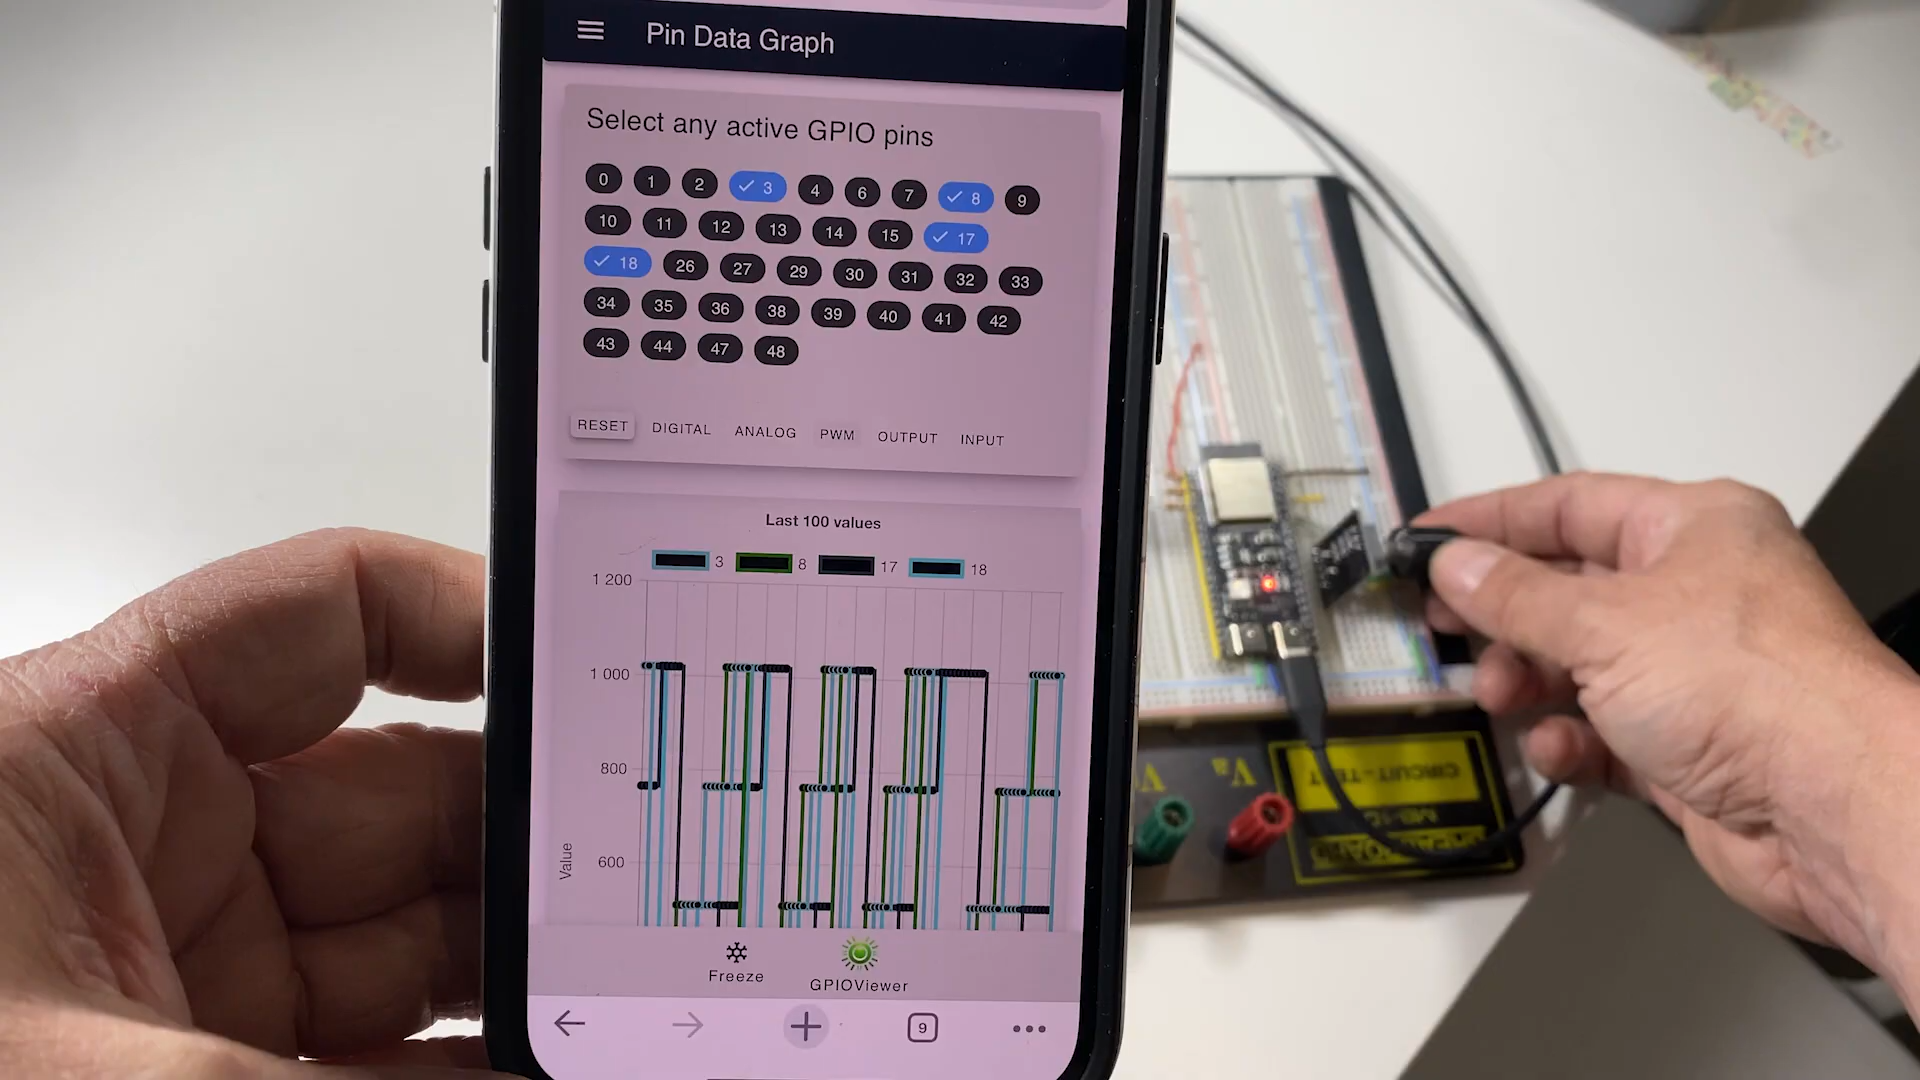 Pin Data Graph
Select any active GPIO pins
0 1 2 3 4 6 7 8 9
10 11 12 13 14 15 17
18 26 27 29 30 31 32 33
34 35 36 38 39 40 41 42
43 44 47 48
RESET DIGITAL ANALOG PWM OUTPUT INPUT
Last 100 values
3 8 17 18
1 200
1 000
800
600
Value
Freeze GPIOViewer
9
Va
CIRCUIT-TEST